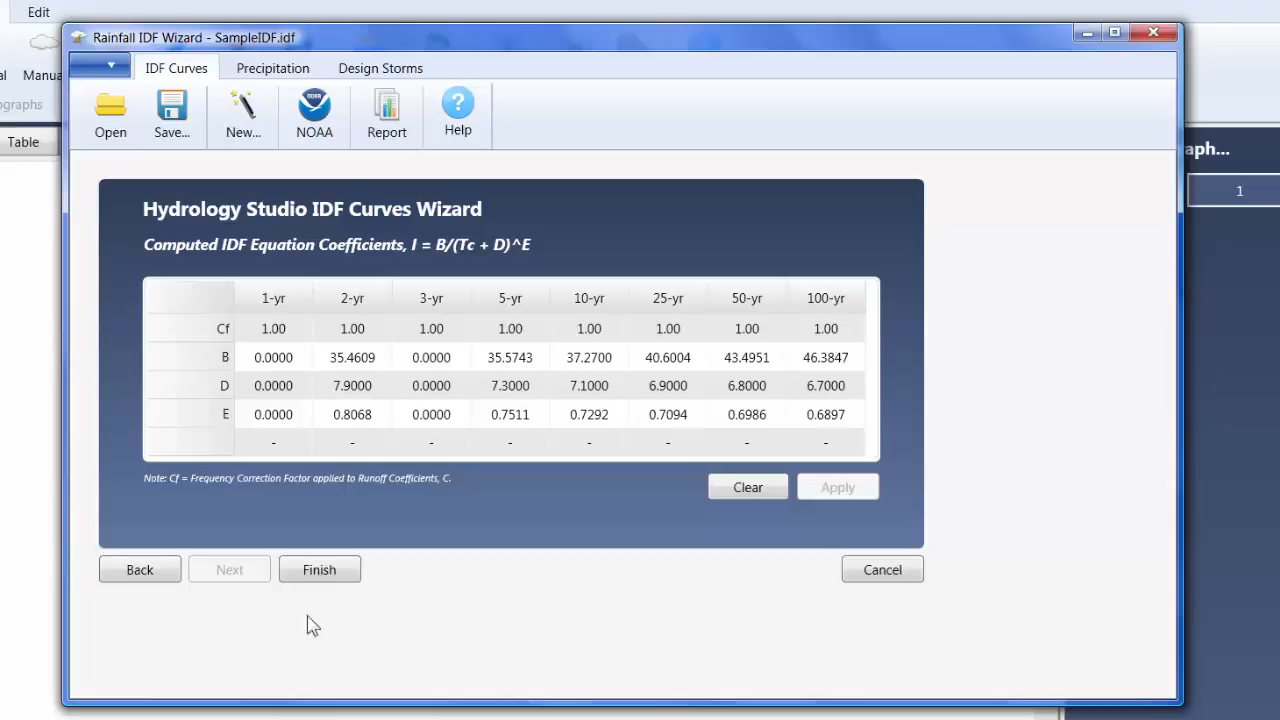 Edit
Rainfall IDF Wizard - SampleIDF.idf
IDF Curves Precipitation Design Storms
Open Save... New... NOAA Report Help
al Manua
ographs
Table
aph...
1
Hydrology Studio IDF Curves Wizard
Computed IDF Equation Coefficients, I = B/(Tc + D)^E
1-yr 2-yr 3-yr 5-yr 10-yr 25-yr 50-yr 100-yr
Cf 1.00 1.00 1.00 1.00 1.00 1.00 1.00 1.00
B 0.0000 35.4609 0.0000 35.5743 37.2700 40.6004 43.4951 46.3847
D 0.0000 7.9000 0.0000 7.3000 7.1000 6.9000 6.8000 6.7000
E 0.0000 0.8068 0.0000 0.7511 0.7292 0.7094 0.6986 0.6897
- - - - - - - -
Note: Cf = Frequency Correction Factor applied to Runoff Coefficients, C.
Clear Apply
Back Next Finish Cancel